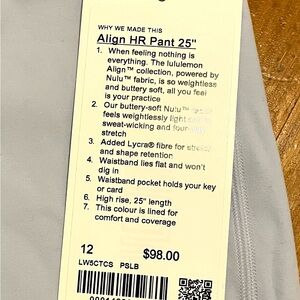 WHY WE MADE THIS
Align HR Pant 25"
1. When feeling nothing is
everything. The lululemon
Align™ collection, powered by
Nulu™ fabric, is so weightless
and buttery soft, all you feel
is your practice
2. Our buttery-soft Nulu™
feels weightlessly light
sweat-wicking and four-way
stretch
3. Added Lycra® fibre for stretch
and shape retention
4. Waistband lies flat and won't
dig in
5. Waistband pocket holds your key
or card
6. High rise, 25" length
7. This colour is lined for
comfort and coverage
12 $98.00
LW5CTCS PSLB